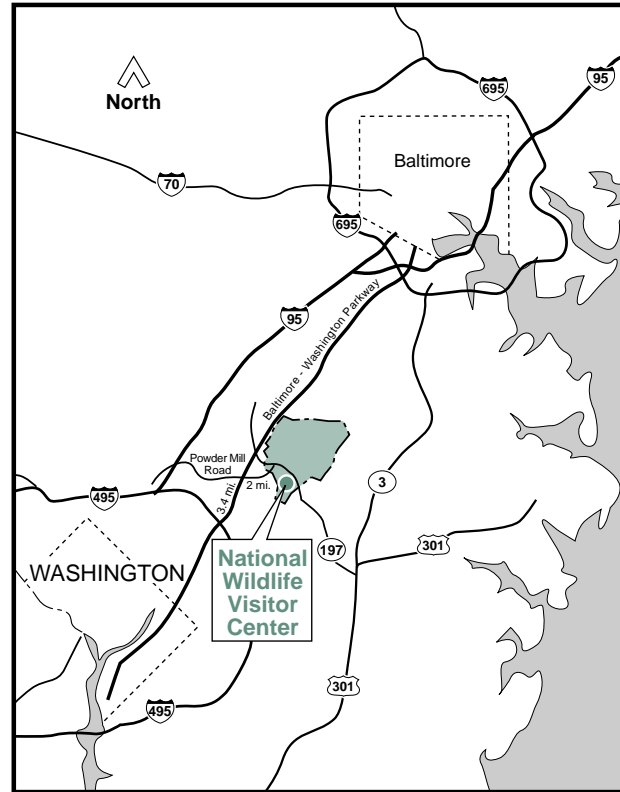 North
695
95
Baltimore
70
695
95
Baltimore - Washington Parkway
Powder Mill
Road
3.4 mi.
2 mi.
3
495
197
301
WASHINGTON
National
Wildlife
Visitor
Center
301
495